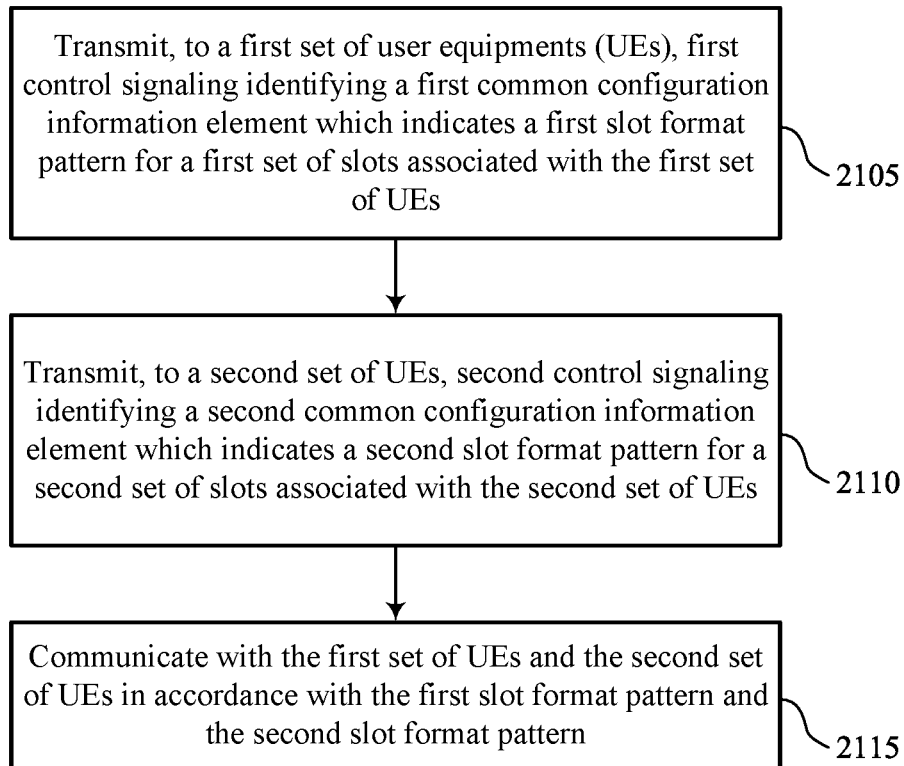 Transmit, to a first set of user equipments (UEs), first
control signaling identifying a first common configuration
information element which indicates a first slot format
pattern for a first set of slots associated with the first set
of UEs
2105
Transmit, to a second set of UEs, second control signaling
identifying a second common configuration information
element which indicates a second slot format pattern for a
second set of slots associated with the second set of UEs
2110
Communicate with the first set of UEs and the second set
of UEs in accordance with the first slot format pattern and
the second slot format pattern
2115